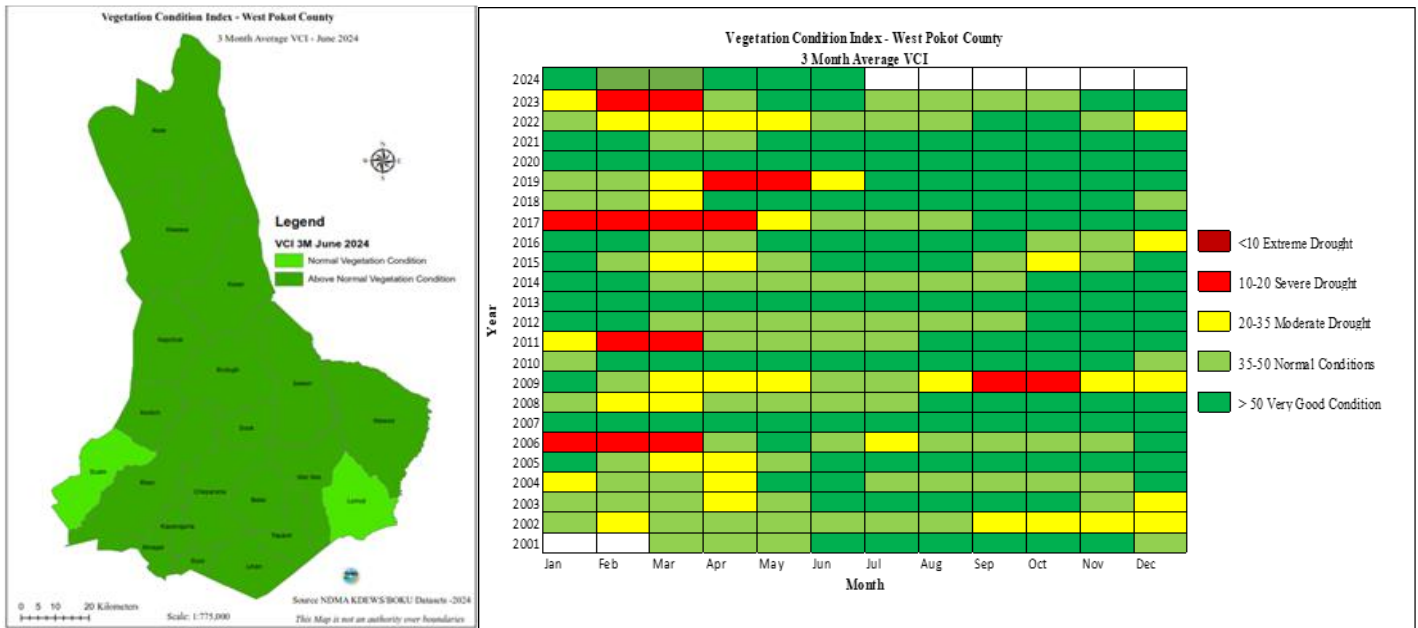 Vegetation Condition Index - West Pokot County
3 Month Average VCI - June 2024
Legend
VCI 3M June 2024
Normal Vegetation Condition
Above Normal Vegetation Condition
Lomut
0 5 10 20 Kilometers
Scale: 1:775,000
Source NDMA KDEWS/BOKU Datasets -2024
This Map is not an authority over boundaries
Vegetation Condition Index - West Pokot County
3 Month Average VCI
2024
2023
2022
2021
2020
2019
2018
2017
2016
2015
2014
2013
2012
2011
2010
2009
2008
2007
2006
2005
2004
2003
2002
2001
Year
Jan Feb Mar Apr May Jun Jul Aug Sep Oct Nov Dec
Month
<10 Extreme Drought
10-20 Severe Drought
20-35 Moderate Drought
35-50 Normal Conditions
> 50 Very Good Condition